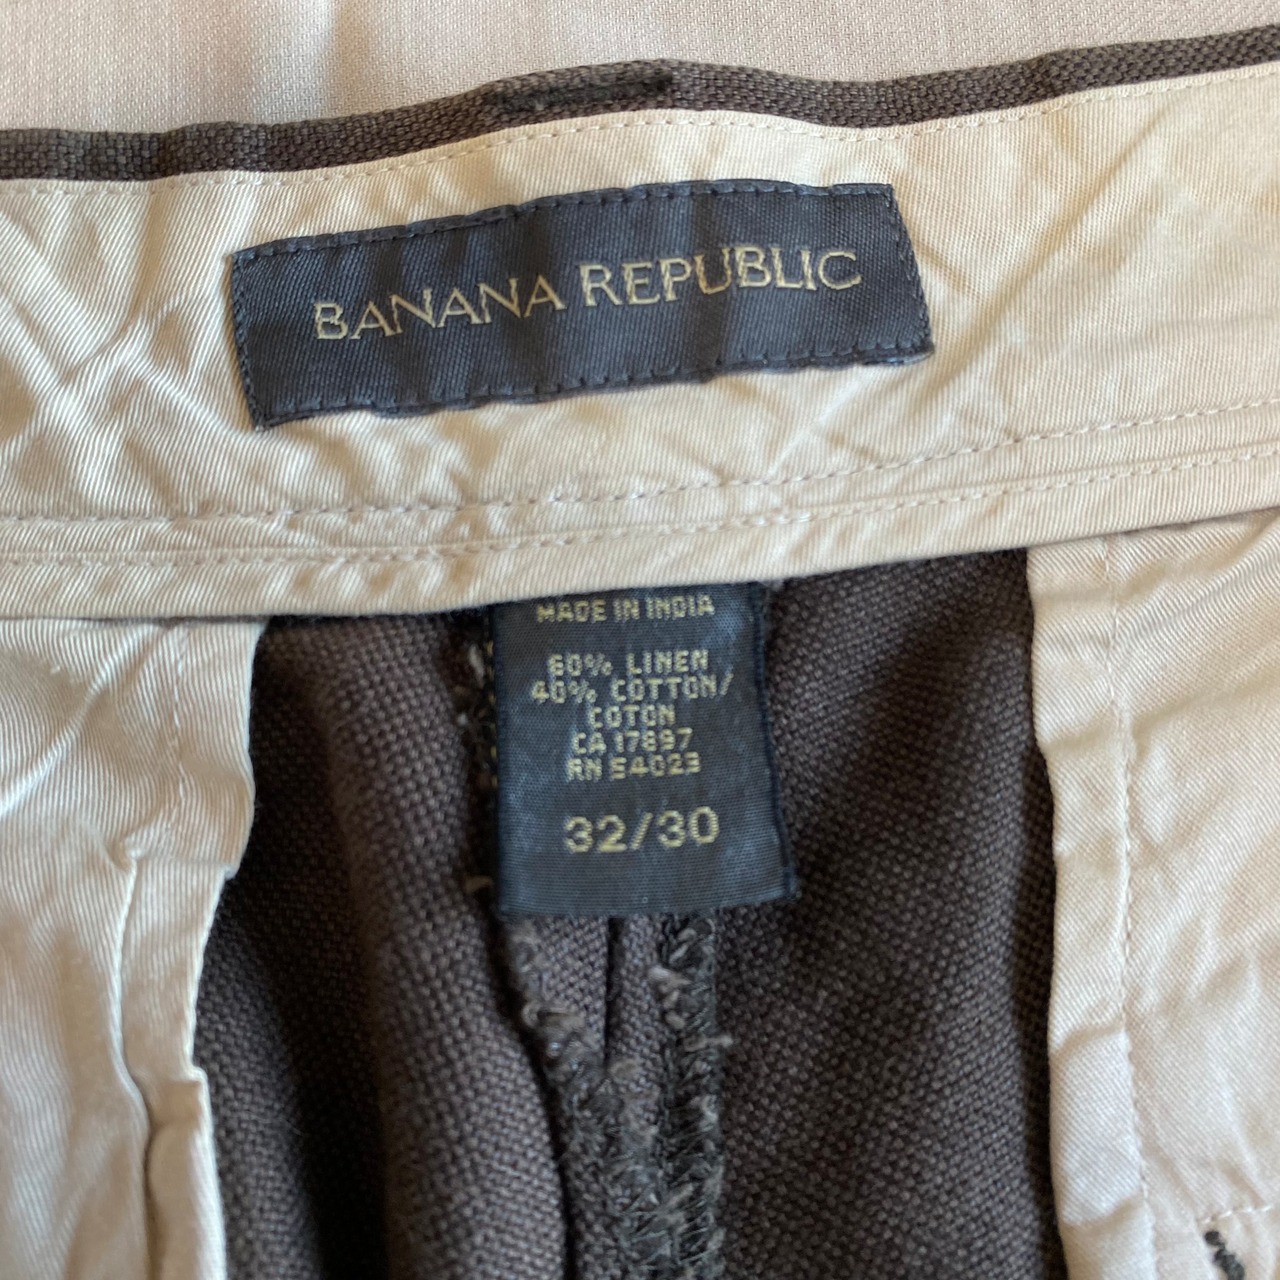 BANANA REPUBLIC
MADE IN INDIA
60% LINEN
40% COTTON/
COTON
CA 17897
RN 54023
32/30